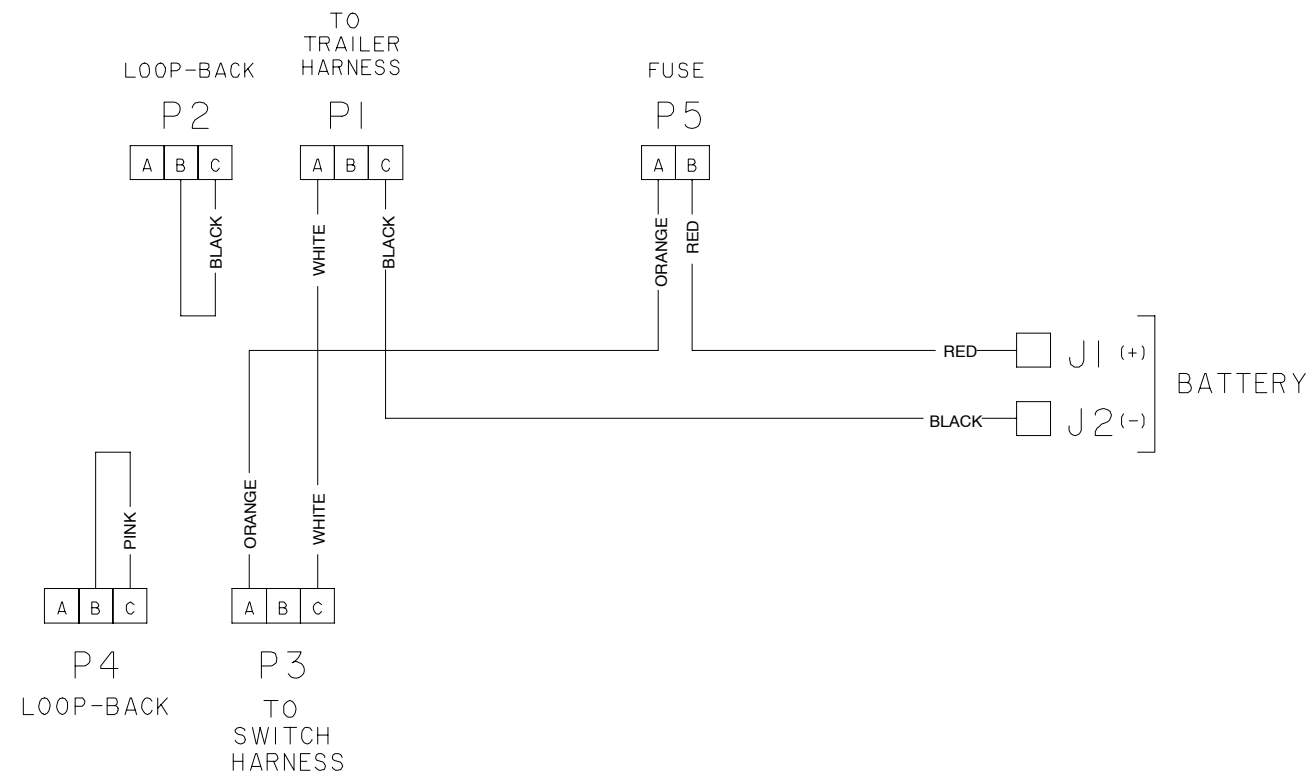 TO
TRAILER
HARNESS
LOOP-BACK
FUSE
P2
P1
P5
A B C
A B C
A B
BLACK
WHITE
BLACK
ORANGE
RED
RED
J1 (+)
BATTERY
BLACK
J2 (-)
PINK
ORANGE
WHITE
A B C
A B C
P4
P3
LOOP-BACK
TO
SWITCH
HARNESS